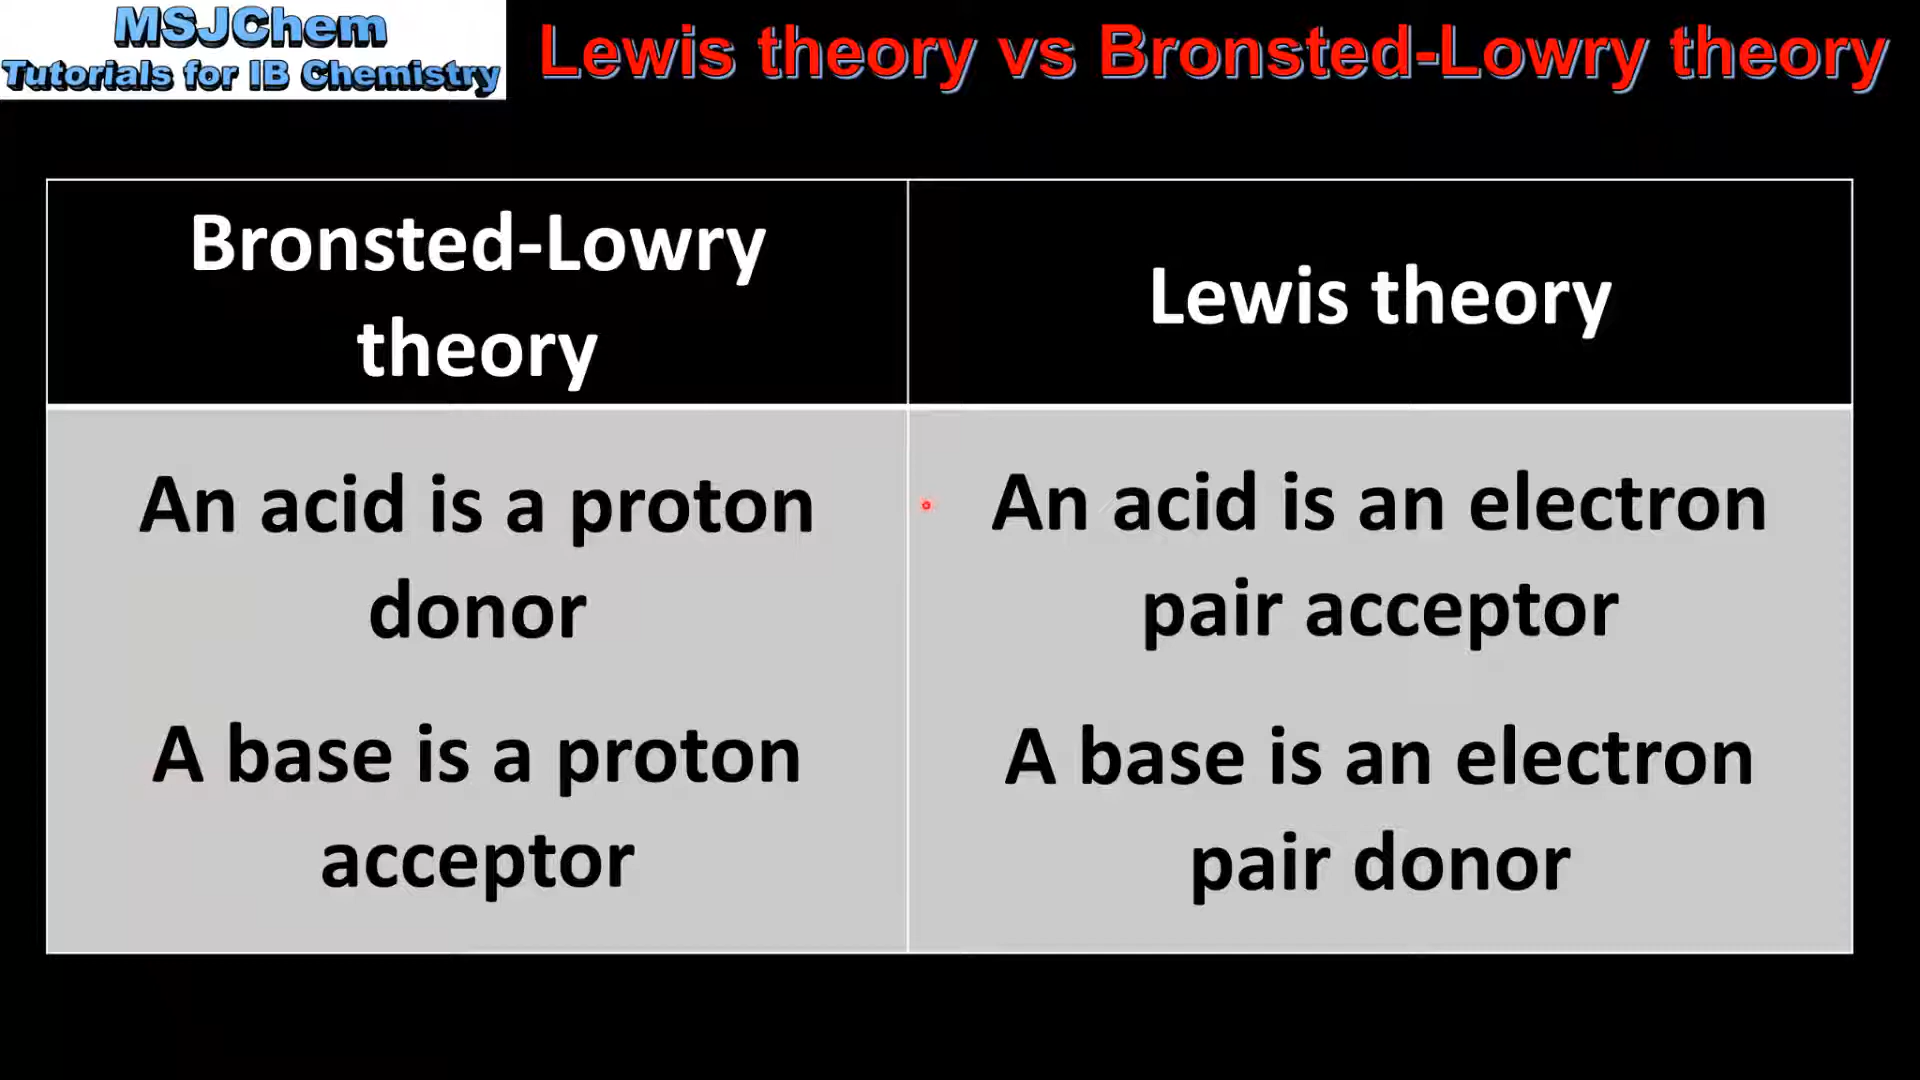 MSJChem
Tutorials for IB Chemistry
Lewis theory vs Bronsted-Lowry theory
Bronsted-Lowry
theory
Lewis theory
An acid is a proton
donor
A base is a proton
acceptor
An acid is an electron
pair acceptor
A base is an electron
pair donor